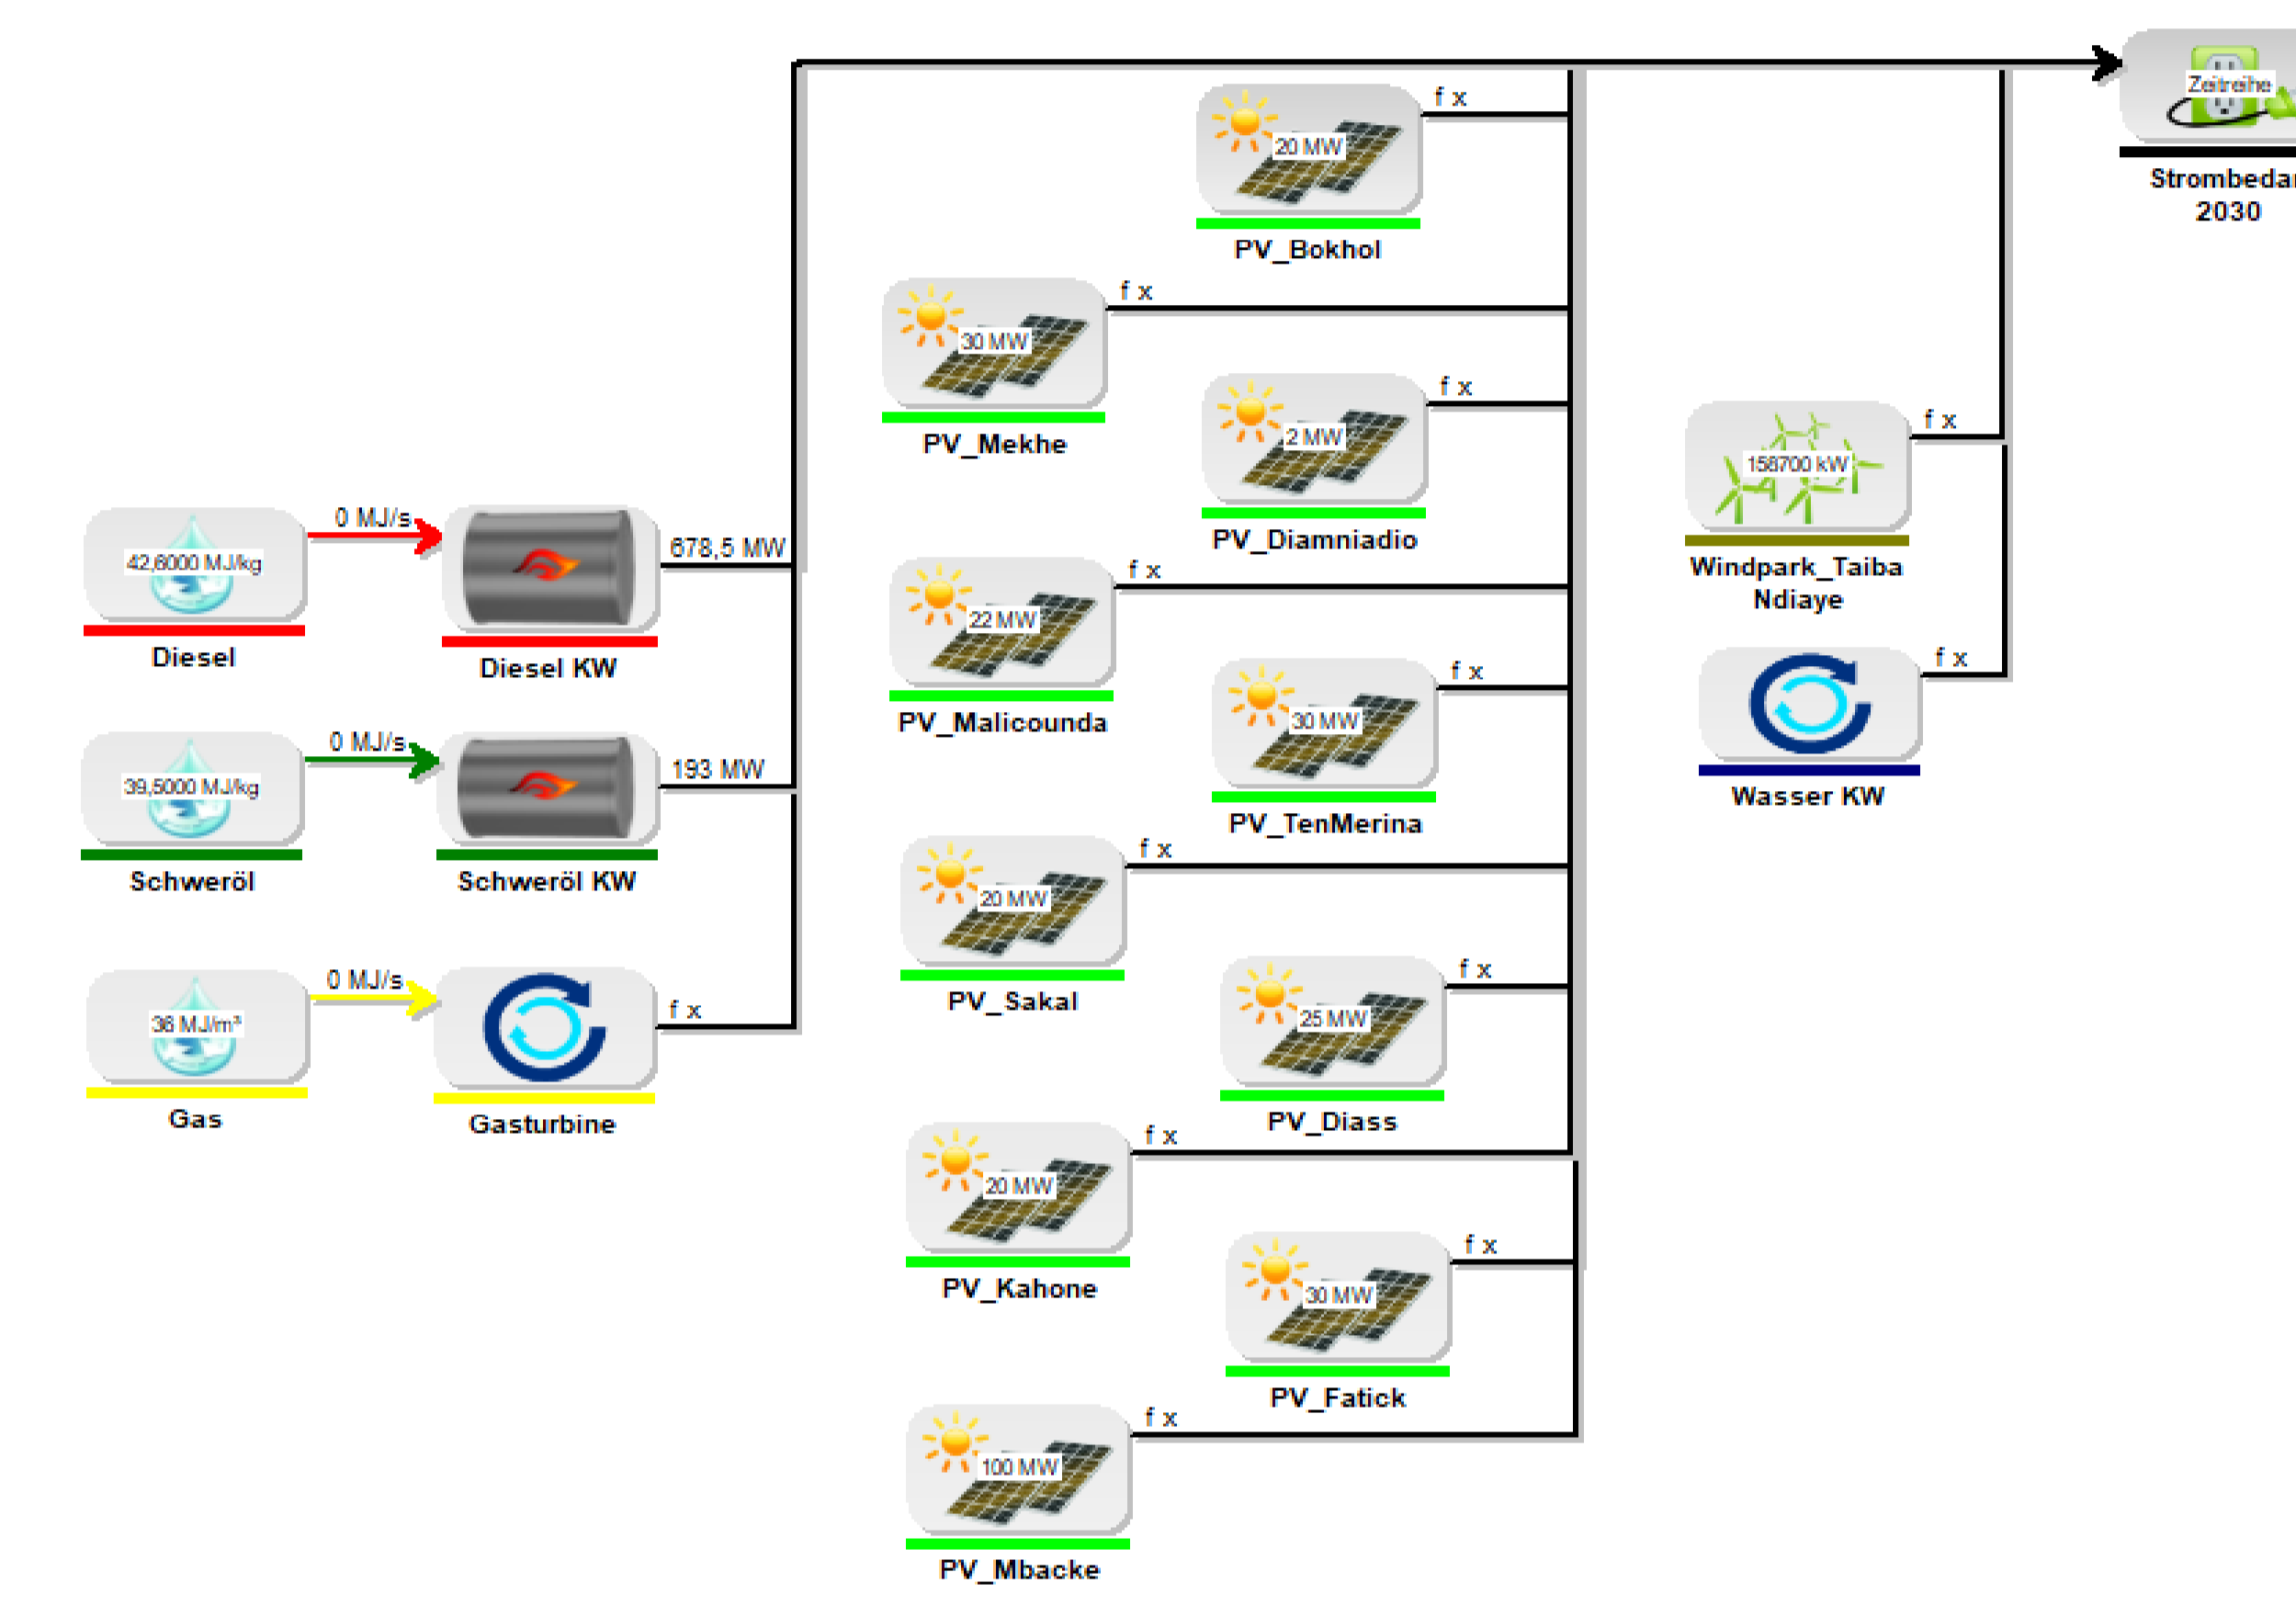 Zeitreihe
Strombedar
2030
f x
20 MW
PV_Bokhol
f x
30 MW
PV_Mekhe
f x
2 MW
PV_Diamniadio
f x
158700 kW
Windpark_Taiba
Ndiaye
0 MJ/s
42,6000 MJ/kg
Diesel
678,5 MW
Diesel KW
f x
22 MW
PV_Malicounda
f x
30 MW
PV_TenMerina
f x
Wasser KW
0 MJ/s
39,5000 MJ/kg
Schweröl
193 MW
Schweröl KW
f x
20 MW
PV_Sakal
f x
25 MW
PV_Diass
0 MJ/s
36 MJ/m³
Gas
f x
Gasturbine
f x
20 MW
PV_Kahone
f x
30 MW
PV_Fatick
f x
100 MW
PV_Mbacke